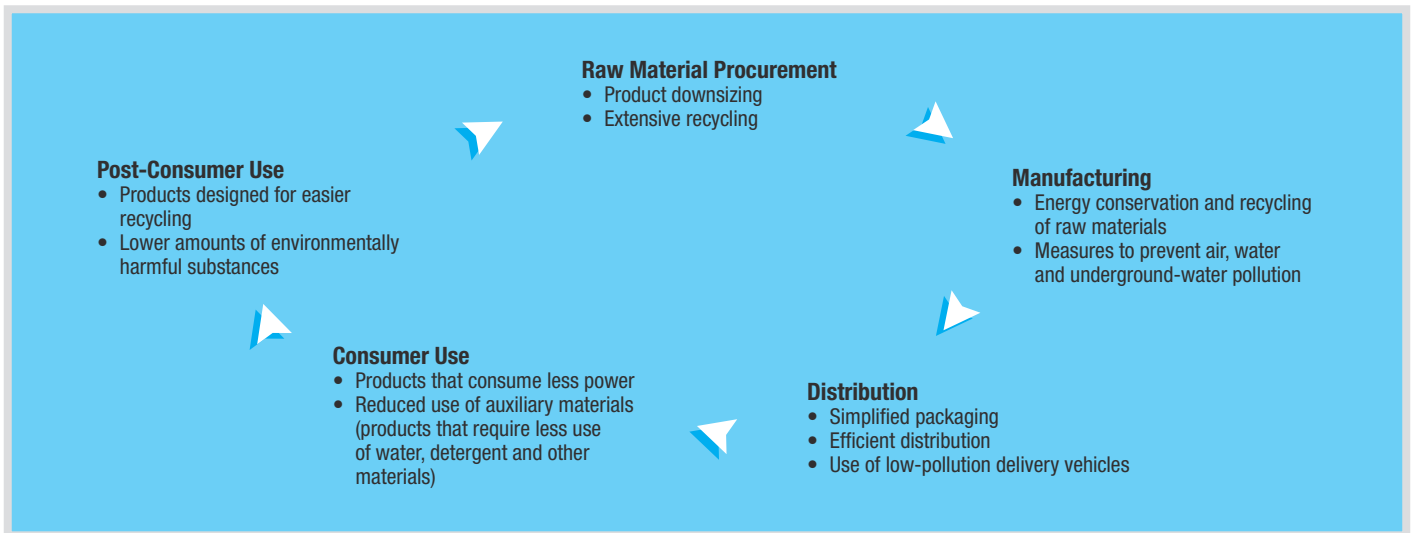 Raw Material Procurement
• Product downsizing
• Extensive recycling
Manufacturing
• Energy conservation and recycling
of raw materials
• Measures to prevent air, water
and underground-water pollution
Distribution
• Simplified packaging
• Efficient distribution
• Use of low-pollution delivery vehicles
Consumer Use
• Products that consume less power
• Reduced use of auxiliary materials
(products that require less use
of water, detergent and other
materials)
Post-Consumer Use
• Products designed for easier
recycling
• Lower amounts of environmentally
harmful substances